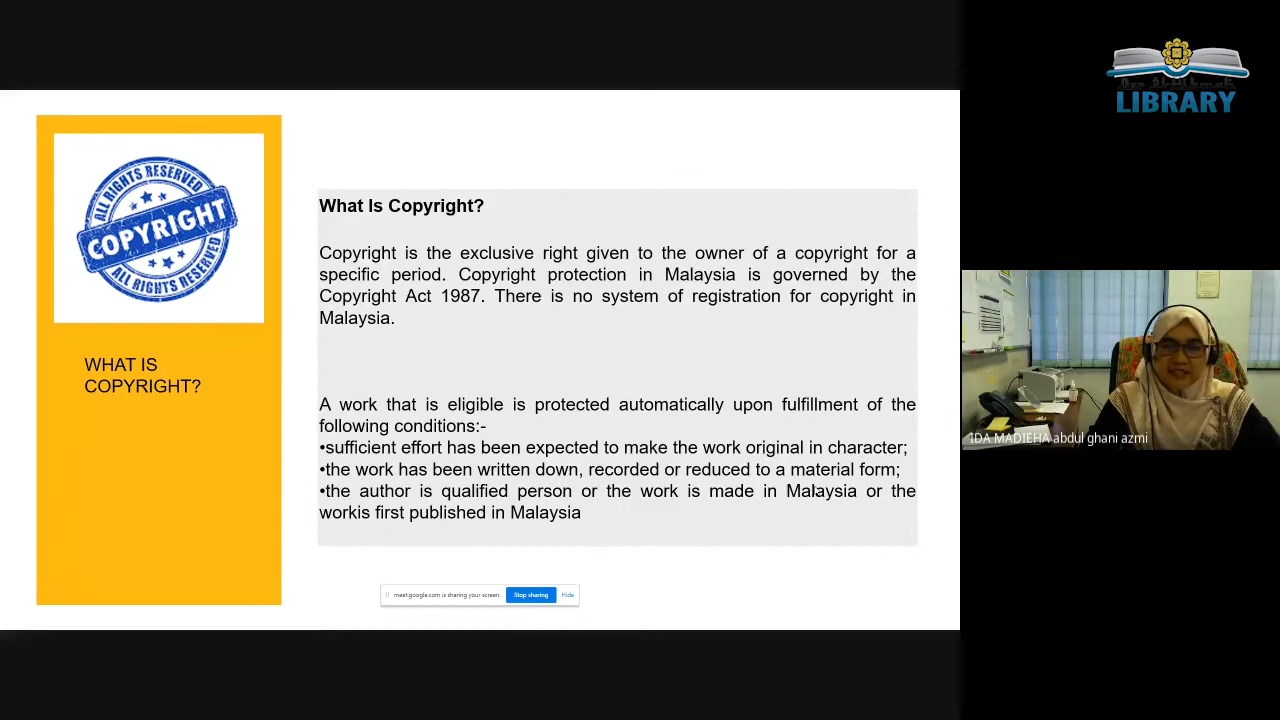 LIBRARY
ALL RIGHTS RESERVED
COPYRIGHT
ALL RIGHTS RESERVED
WHAT IS
COPYRIGHT?
What Is Copyright?
Copyright is the exclusive right given to the owner of a copyright for a
specific period. Copyright protection in Malaysia is governed by the
Copyright Act 1987. There is no system of registration for copyright in
Malaysia.
A work that is eligible is protected automatically upon fulfillment of the
following conditions:-
•sufficient effort has been expected to make the work original in character;
•the work has been written down, recorded or reduced to a material form;
•the author is qualified person or the work is made in Malaysia or the
workis first published in Malaysia
meet.google.com is sharing your screen.
Stop sharing
Hide
IDA MADIEHA abdul ghani azmi